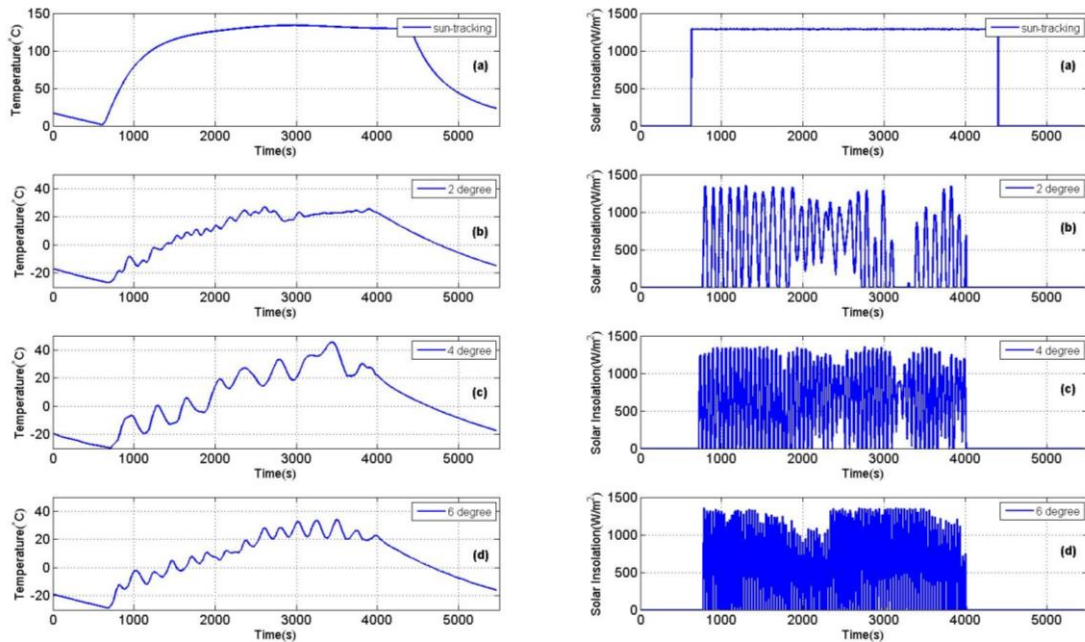 Temperature(°C)
150
100
50
0
sun-tracking
(a)
0 1000 2000 3000 4000 5000
Time(s)
Solar Insolation(W/m²)
1500
1000
500
0
sun-tracking
(a)
0 1000 2000 3000 4000 5000
Time(s)
Temperature(°C)
40
20
0
-20
2 degree
(b)
0 1000 2000 3000 4000 5000
Time(s)
Solar Insolation(W/m²)
1500
1000
500
0
2 degree
(b)
0 1000 2000 3000 4000 5000
Time(s)
Temperature(°C)
40
20
0
-20
4 degree
(c)
0 1000 2000 3000 4000 5000
Time(s)
Solar Insolation(W/m²)
1500
1000
500
0
4 degree
(c)
0 1000 2000 3000 4000 5000
Time(s)
Temperature(°C)
40
20
0
-20
6 degree
(d)
0 1000 2000 3000 4000 5000
Time(s)
Solar Insolation(W/m²)
1500
1000
500
0
6 degree
(d)
0 1000 2000 3000 4000 5000
Time(s)